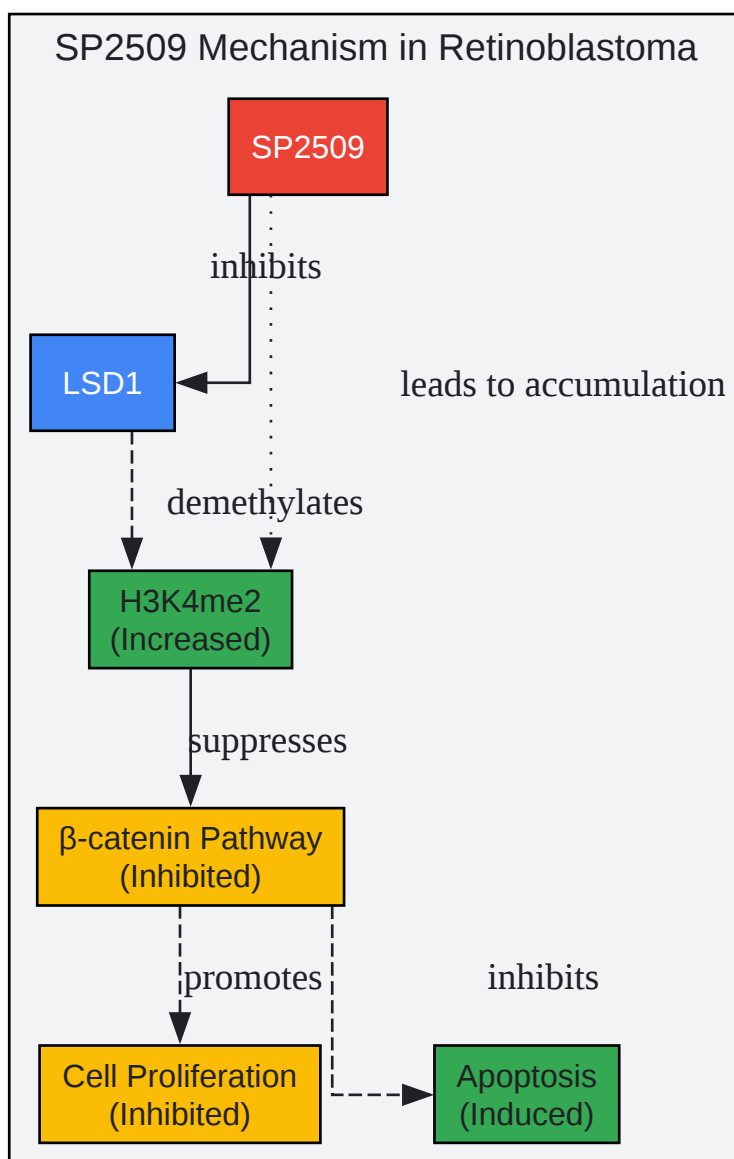 SP2509 Mechanism in Retinoblastoma
SP2509
inhibits
LSD1
leads to accumulation
demethylates
H3K4me2
(Increased)
suppresses
β-catenin Pathway
(Inhibited)
promotes
inhibits
Cell Proliferation
(Inhibited)
Apoptosis
(Induced)